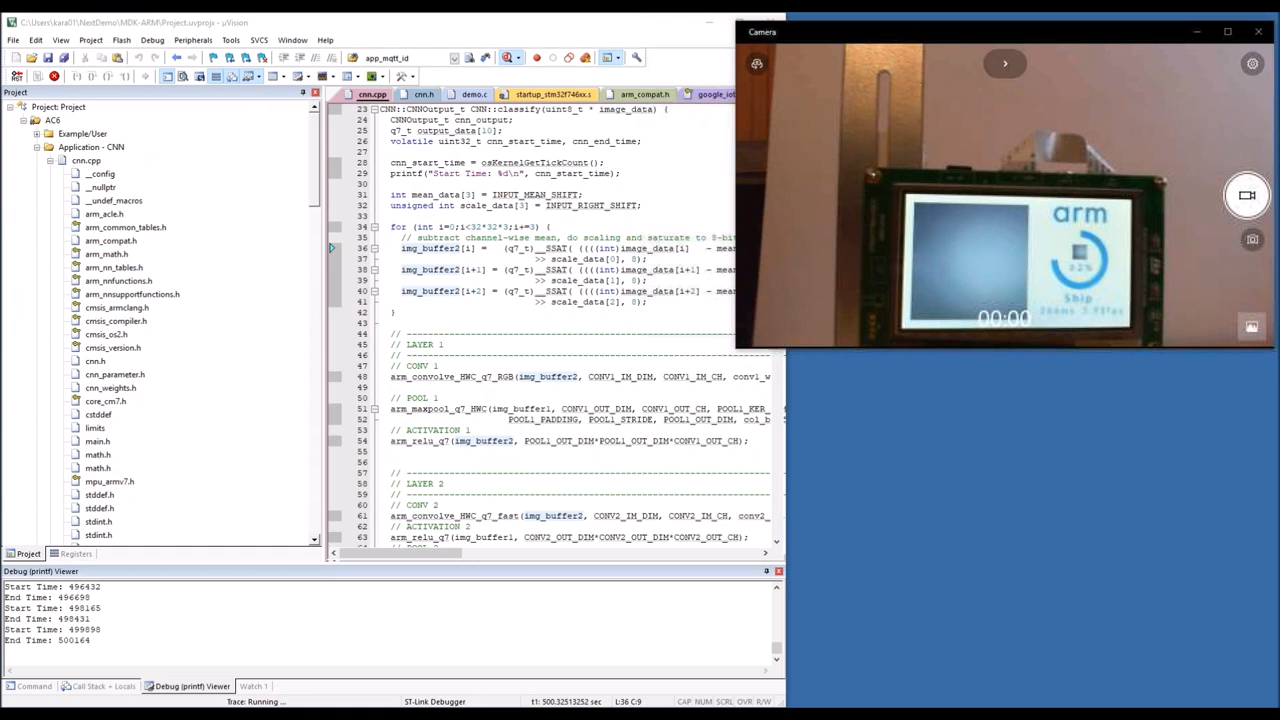 C:\Users\kara01\NextDemo\MDK-ARM\Project.uvprojx - µVision
File Edit View Project Flash Debug Peripherals Tools SVCS Window Help
app_mqtt_id
RST
Project
Project: Project
AC6
Example/User
Application - CNN
cnn.cpp
__config
__nullptr
__undef_macros
arm_acle.h
arm_common_tables.h
arm_compat.h
arm_math.h
arm_nn_tables.h
arm_nnfunctions.h
arm_nnsupportfunctions.h
cmsis_armclang.h
cmsis_compiler.h
cmsis_os2.h
cmsis_version.h
cnn.h
cnn_parameter.h
cnn_weights.h
core_cm7.h
cstddef
limits
main.h
math.h
math.h
mpu_armv7.h
stddef.h
stddef.h
stdint.h
stdint.h
Project Registers
cnn.cpp cnn.h demo.c startup_stm32f746xx.s arm_compat.h google_iot
23 CNN::CNNOutput_t CNN::classify(uint8_t * image_data) {
24 CNNOutput_t cnn_output;
25 q7_t output_data[10];
26 volatile uint32_t cnn_start_time, cnn_end_time;
27
28 cnn_start_time = osKernelGetTickCount();
29 printf("Start Time: %d\n", cnn_start_time);
30
31 int mean_data[3] = INPUT_MEAN_SHIFT;
32 unsigned int scale_data[3] = INPUT_RIGHT_SHIFT;
33
34 for (int i=0;i<32*32*3;i+=3) {
35 // subtract channel-wise mean, do scaling and saturate to 8-bit
36 img_buffer2[i] = (q7_t)__SSAT( ((((int)image_data[i] - mean
37 >> scale_data[0], 8);
38 img_buffer2[i+1] = (q7_t)__SSAT( ((((int)image_data[i+1] - mean
39 >> scale_data[1], 8);
40 img_buffer2[i+2] = (q7_t)__SSAT( ((((int)image_data[i+2] - mean
41 >> scale_data[2], 8);
42 }
43
44 // ----------------------------------------------------------
45 // LAYER 1
46 // ----------------------------------------------------------
47 // CONV 1
48 arm_convolve_HWC_q7_RGB(img_buffer2, CONV1_IM_DIM, CONV1_IM_CH, conv1_w
49
50 // POOL 1
51 arm_maxpool_q7_HWC(img_buffer1, CONV1_OUT_DIM, CONV1_OUT_CH, POOL1_KER_
52 POOL1_PADDING, POOL1_STRIDE, POOL1_OUT_DIM, col_b
53 // ACTIVATION 1
54 arm_relu_q7(img_buffer2, POOL1_OUT_DIM*POOL1_OUT_DIM*CONV1_OUT_CH);
55
56
57 // ----------------------------------------------------------
58 // LAYER 2
59 // ----------------------------------------------------------
60 // CONV 2
61 arm_convolve_HWC_q7_fast(img_buffer2, CONV2_IM_DIM, CONV2_IM_CH, conv2_
62 // ACTIVATION 2
63 arm_relu_q7(img_buffer1, CONV2_OUT_DIM*CONV2_OUT_DIM*CONV2_OUT_CH);
Camera
arm
Ship
00:00
Debug (printf) Viewer
Start Time: 496432
End Time: 496698
Start Time: 498165
End Time: 498431
Start Time: 499898
End Time: 500164
Command Call Stack + Locals Debug (printf) Viewer Watch 1
Trace: Running ... ST-Link Debugger t1: 500.32513252 sec L:36 C:9 CAP NUM SCRL OVR R/W